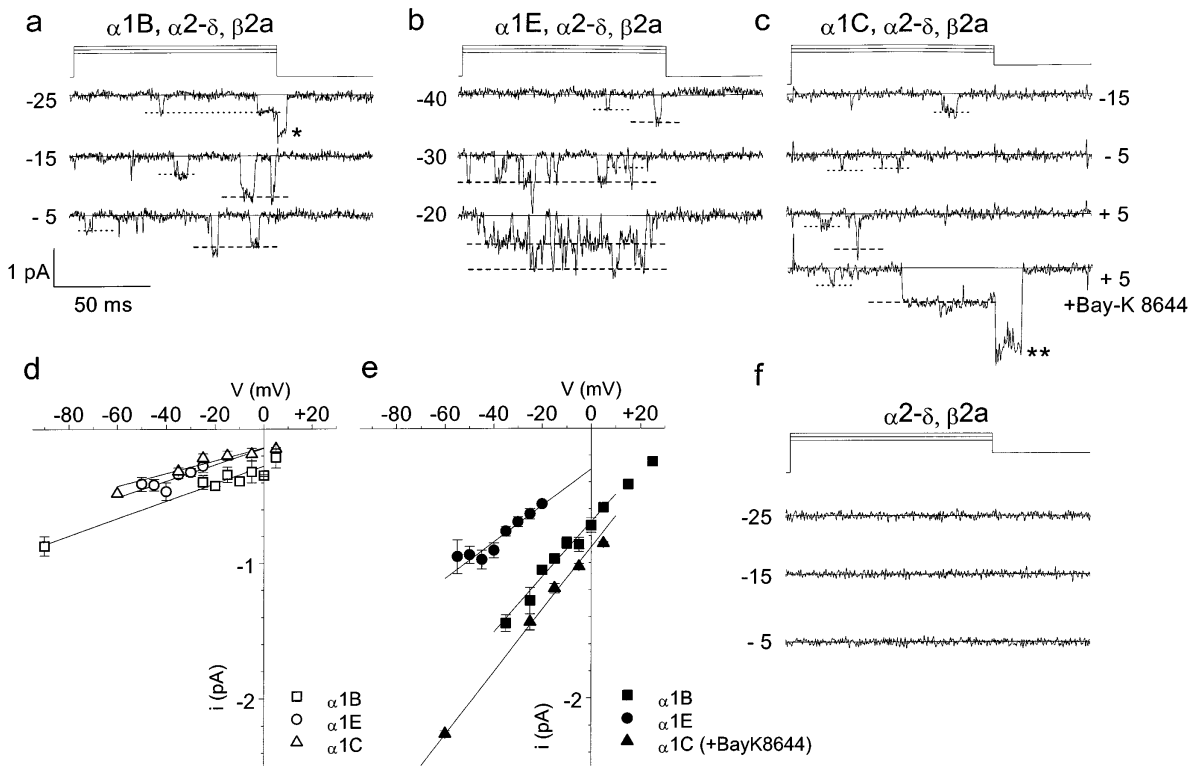 a
α1B, α2-δ, β2a
-25
*
-15
- 5
1 pA
50 ms
b
α1E, α2-δ, β2a
-40
-30
-20
c
α1C, α2-δ, β2a
-15
- 5
+ 5
+ 5
+Bay-K 8644
**
d
V (mV)
-80 -60 -40 -20 0 +20
-1
-2
i (pA)
α1B
α1E
α1C
e
V (mV)
-80 -60 -40 -20 0 +20
-2
i (pA)
α1B
α1E
α1C (+BayK8644)
f
α2-δ, β2a
-25
-15
- 5